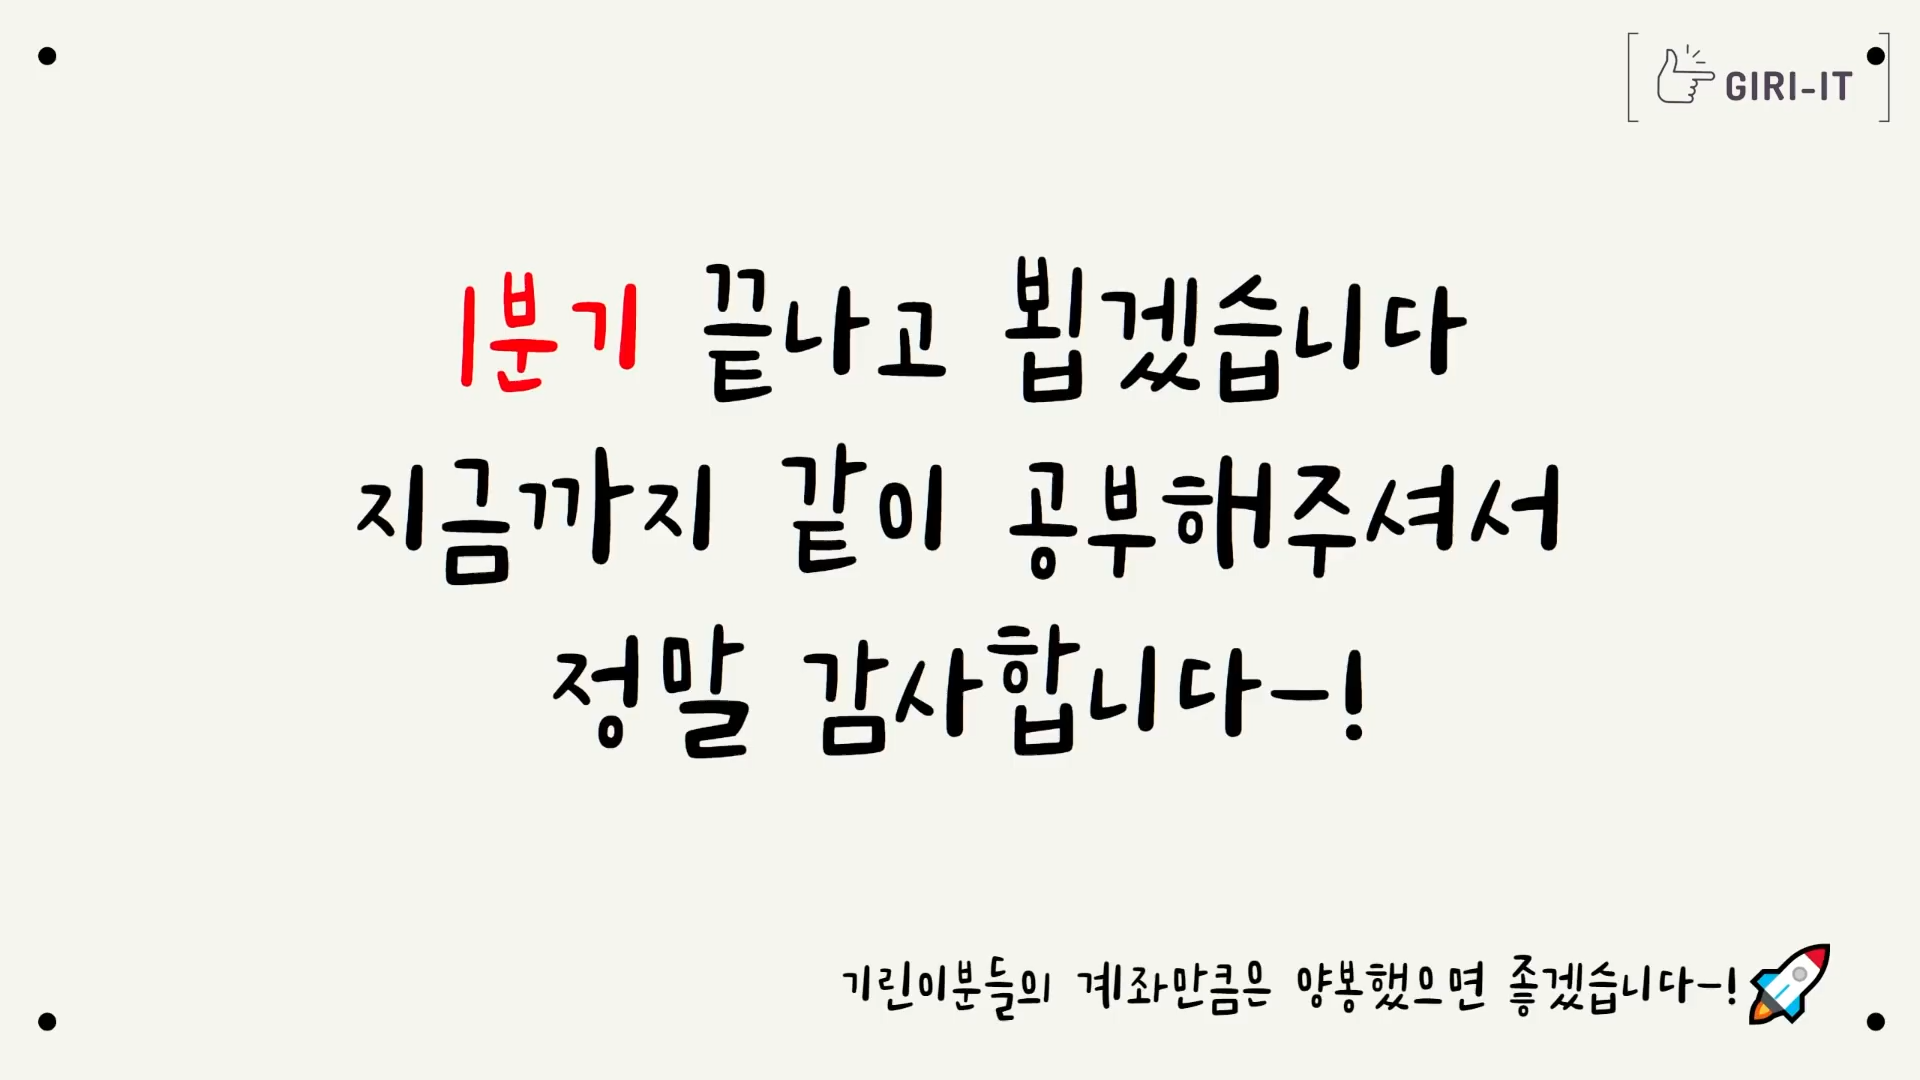 GIRI-IT
1분기 끝나고 뵙겠습니다
지금까지 같이 공부해주셔서
정말 감사합니다-!
기린이분들의 계좌만큼은 양봉했으면 좋겠습니다-!